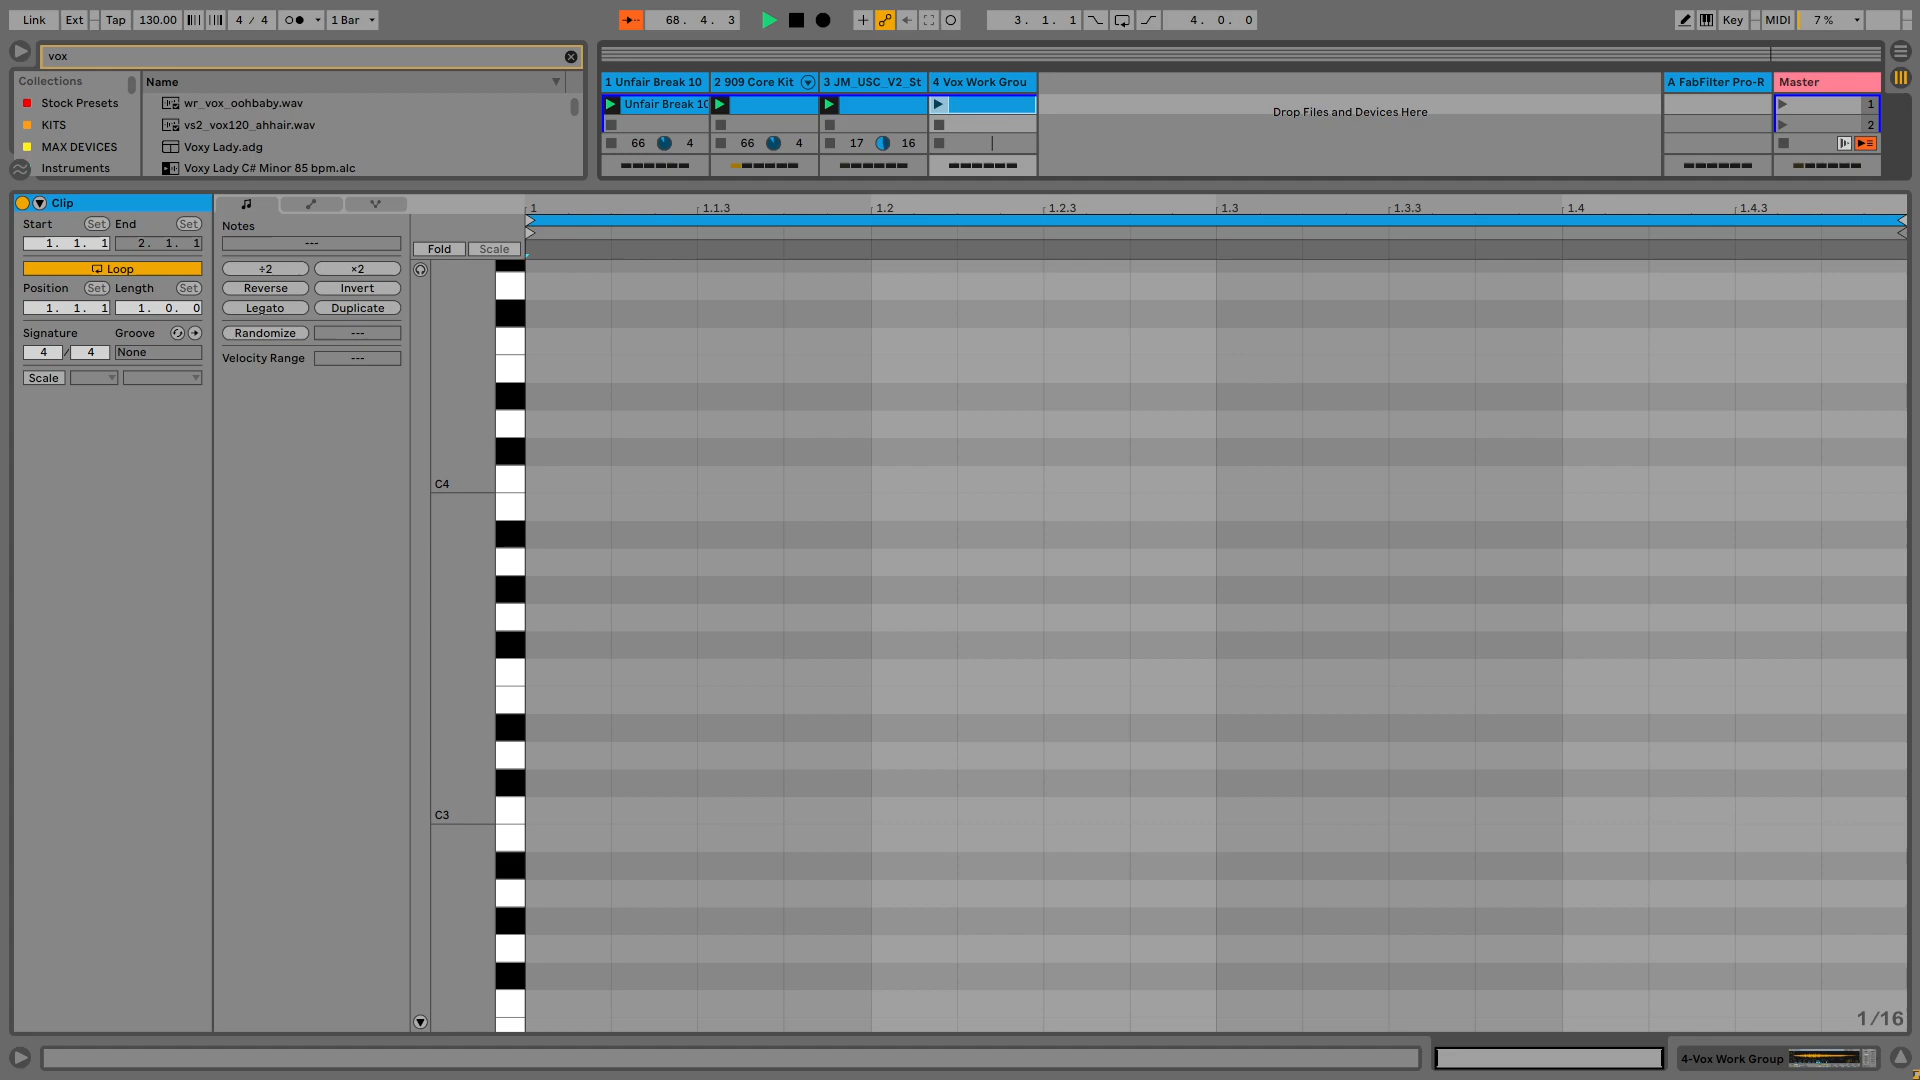 Link Ext Tap 130.00 4 / 4 1 Bar 68. 4. 3 3. 1. 1 4. 0. 0 Key MIDI 7 %
vox
Collections
Stock Presets
KITS
MAX DEVICES
Instruments
Name
wr_vox_oohbaby.wav
vs2_vox120_ahhair.wav
Voxy Lady.adg
Voxy Lady C# Minor 85 bpm.alc
1 Unfair Break 10 2 909 Core Kit 3 JM_USC_V2_St 4 Vox Work Grou A FabFilter Pro-R Master
Unfair Break 10 1
Drop Files and Devices Here
2
66 4 66 4 17 16
Clip
Start Set End Set
1. 1. 1 2. 1. 1
Loop
Position Set Length Set
1. 1. 1 1. 0. 0
Signature Groove
4 / 4 None
Scale
Notes
---
÷2 ×2
Reverse Invert
Legato Duplicate
Randomize ---
Velocity Range ---
Fold Scale
1 1.1.3 1.2 1.2.3 1.3 1.3.3 1.4 1.4.3
C4
C3
1/16
4-Vox Work Group